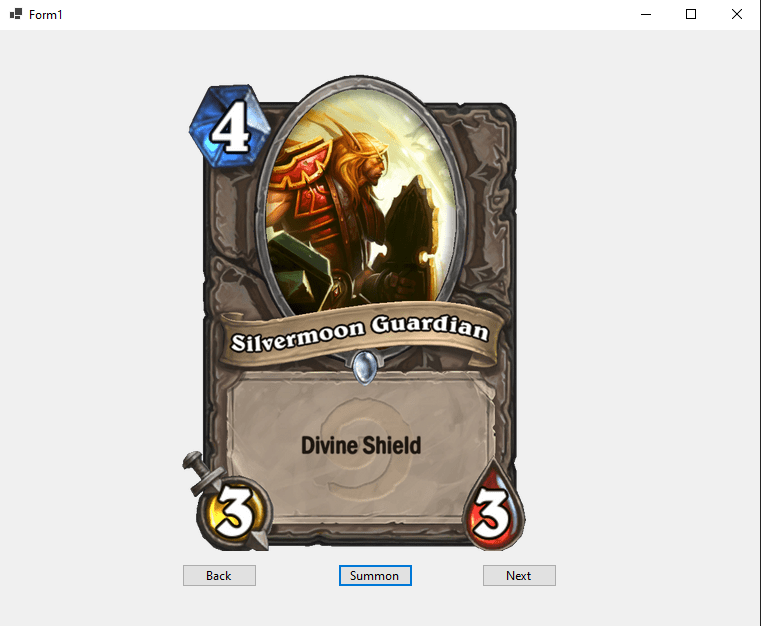 Form1
4
Silvermoon Guardian
Divine Shield
3 3
Back Summon Next